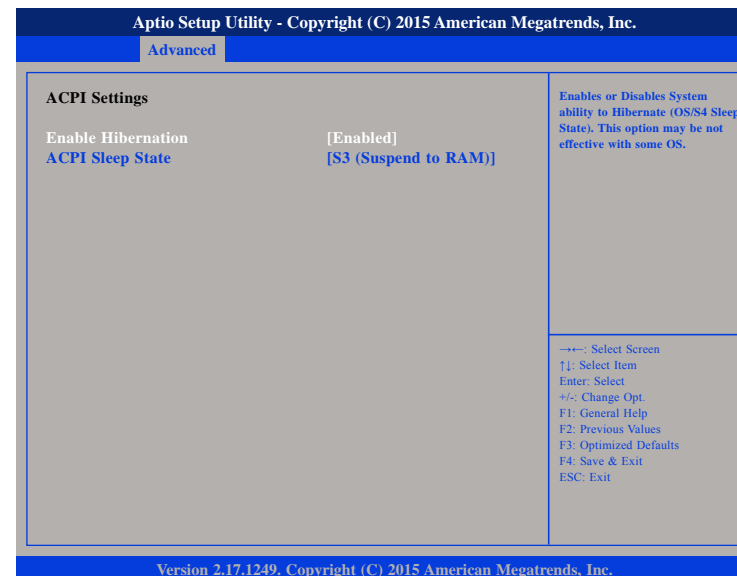 Aptio Setup Utility - Copyright (C) 2015 American Megatrends, Inc.
Advanced
ACPI Settings
Enable Hibernation [Enabled]
ACPI Sleep State [S3 (Suspend to RAM)]
Enables or Disables System
ability to Hibernate (OS/S4 Sleep
State). This option may be not
effective with some OS.
→←: Select Screen
↑↓: Select Item
Enter: Select
+/-: Change Opt.
F1: General Help
F2: Previous Values
F3: Optimized Defaults
F4: Save & Exit
ESC: Exit
Version 2.17.1249. Copyright (C) 2015 American Megatrends, Inc.